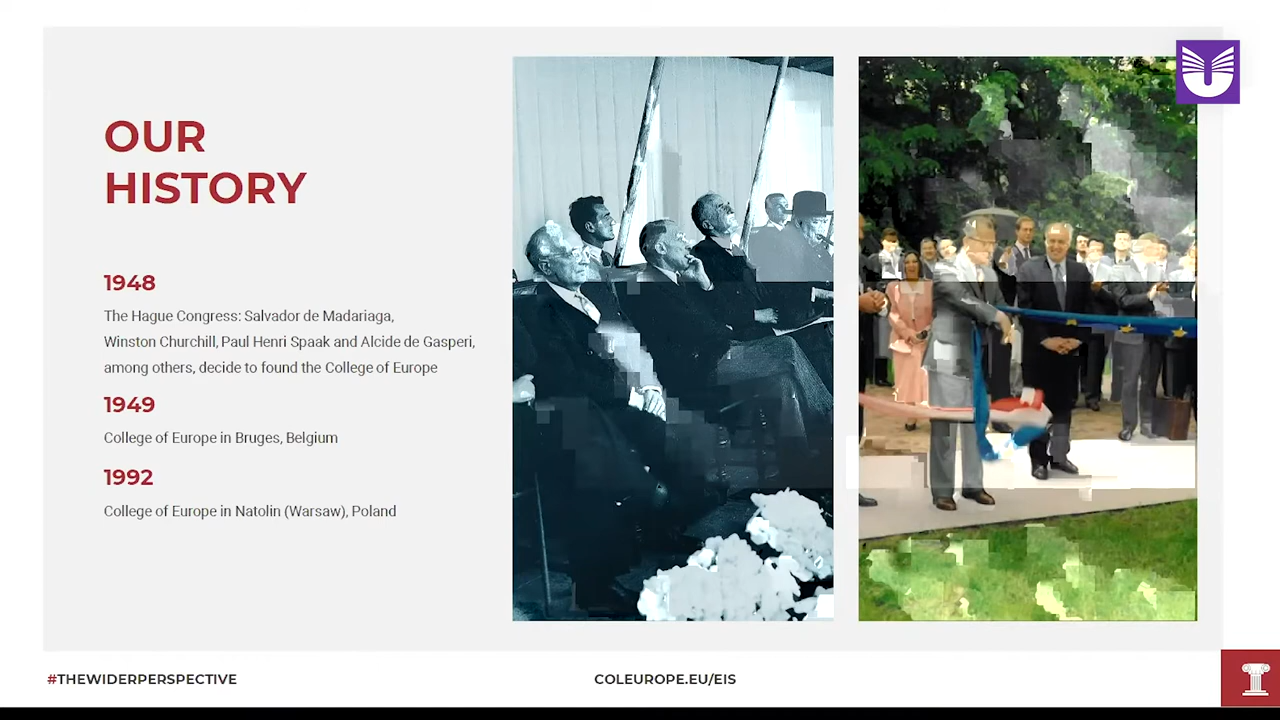 OUR
HISTORY
1948
The Hague Congress: Salvador de Madariaga,
Winston Churchill, Paul Henri Spaak and Alcide de Gasperi,
among others, decide to found the College of Europe
1949
College of Europe in Bruges, Belgium
1992
College of Europe in Natolin (Warsaw), Poland
#THEWIDERPERSPECTIVE
COLEUROPE.EU/EIS